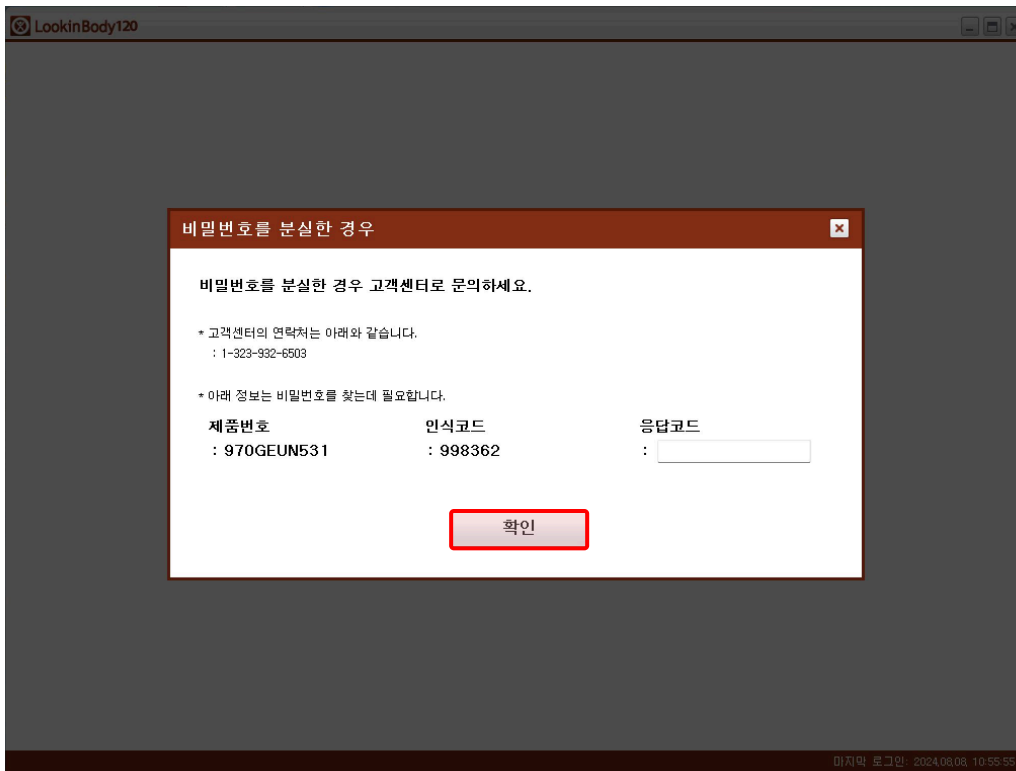 LookinBody120
비밀번호를 분실한 경우
비밀번호를 분실한 경우 고객센터로 문의하세요.
* 고객센터의 연락처는 아래와 같습니다.
: 1-323-932-6503
* 아래 정보는 비밀번호를 찾는데 필요합니다.
제품번호 인식코드 응답코드
: 970GEUN531 : 998362 :
확인
마지막 로그인: 2024,08,08, 10:55:55